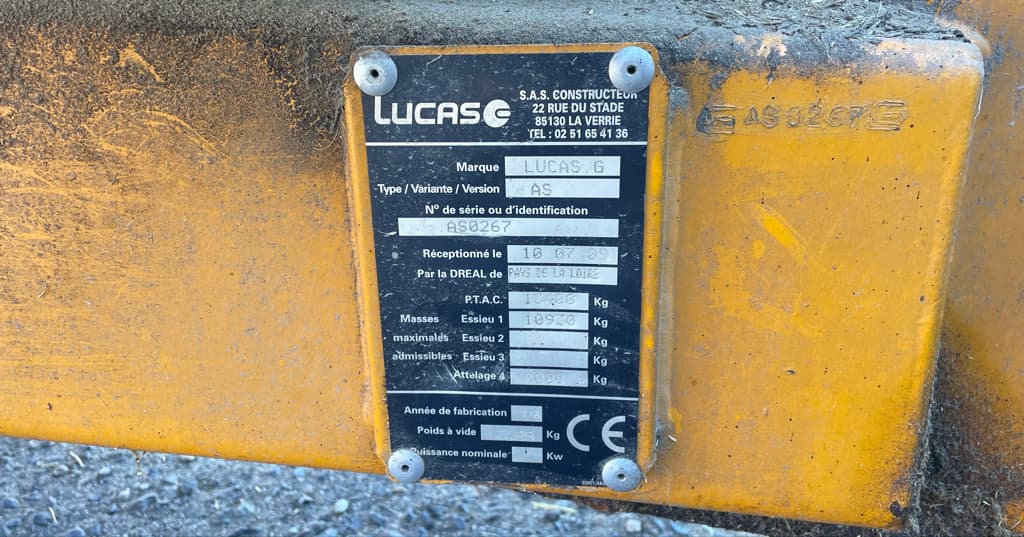 LUCAS G
S.A.S. CONSTRUCTEUR
22 RUE DU STADE
85130 LA VERRIE
TEL : 02 51 65 41 36
AS0267
Marque LUCAS.G
Type / Variante / Version AS
N° de série ou d'identification
AS0267
Réceptionné le 10 07 09
Par la DREAL de PAYS DE LA LOIRE
P.T.A.C. Kg
Masses Essieu 1 10930 Kg
maximales Essieu 2 Kg
admissibles Essieu 3 Kg
Attelage 4 Kg
Année de fabrication
Poids à vide Kg
Puissance nominale Kw
CE